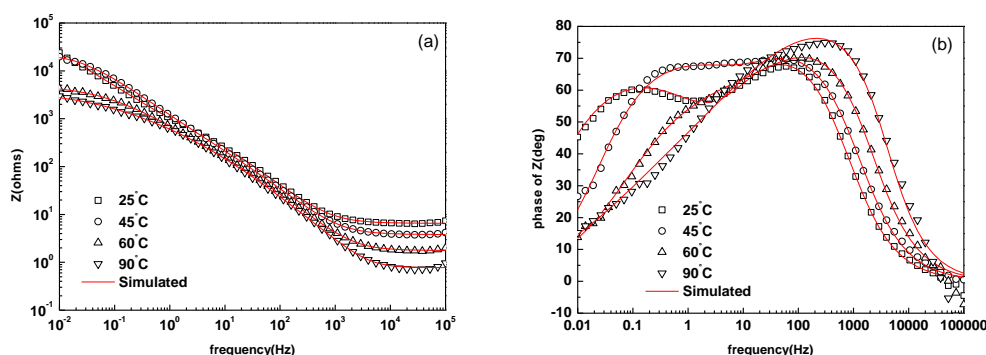 (a)
Z(ohms)
10^5
10^4
10^3
10^2
10^1
10^0
10^-1
25°C
45°C
60°C
90°C
Simulated
10^-2 10^-1 10^0 10^1 10^2 10^3 10^4 10^5
frequency(Hz)
(b)
phase of Z(deg)
80
70
60
50
40
30
20
10
0
-10
25°C
45°C
60°C
90°C
Simulated
0.01 0.1 1 10 100 1000 10000 100000
frequency(Hz)